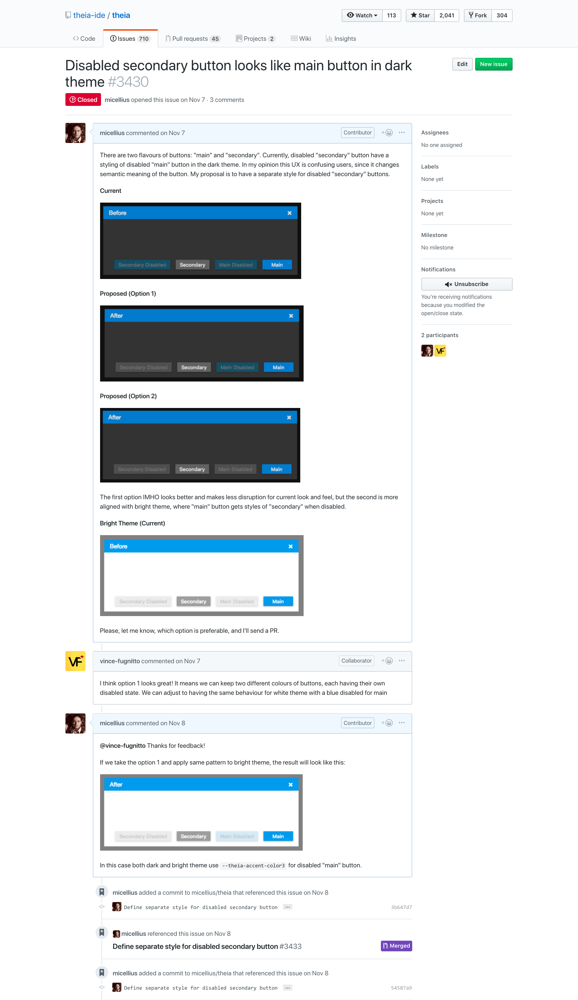 theia-ide / theia
Watch 113 Star 2,041 Fork 304
Code Issues 710 Pull requests 45 Projects 2 Wiki Insights
Disabled secondary button looks like main button in dark
theme #3430
Edit New issue
Closed micellius opened this issue on Nov 7 · 3 comments
micellius commented on Nov 7 Contributor
There are two flavours of buttons: "main" and "secondary". Currently, disabled "secondary" button have a
styling of disabled "main" button in the dark theme. In my opinion this UX is confusing users, since it changes
semantic meaning of the button. My proposal is to have a separate style for disabled "secondary" buttons.
Current
Before
Secondary Disabled Secondary Main Disabled Main
Proposed (Option 1)
After
Secondary Disabled Secondary Main Disabled Main
Proposed (Option 2)
After
Secondary Disabled Secondary Main Disabled Main
The first option IMHO looks better and makes less disruption for current look and feel, but the second is more
aligned with bright theme, where "main" button gets styles of "secondary" when disabled.
Bright Theme (Current)
Before
Secondary Disabled Secondary Main Disabled Main
Please, let me know, which option is preferable, and I'll send a PR.
VF
vince-fugnitto commented on Nov 7 Collaborator
I think option 1 looks great! It means we can keep two different colours of buttons, each having their own
disabled state. We can adjust to having the same behaviour for white theme with a blue disabled for main
micellius commented on Nov 8 Contributor
@vince-fugnitto Thanks for feedback!
If we take the option 1 and apply same pattern to bright theme, the result will look like this:
After
Secondary Disabled Secondary Main Disabled Main
In this case both dark and bright theme use --theia-accent-color3 for disabled "main" button.
micellius added a commit to micellius/theia that referenced this issue on Nov 8
Define separate style for disabled secondary button ... 3b647d7
micellius referenced this issue on Nov 8
Define separate style for disabled secondary button #3433 Merged
micellius added a commit to micellius/theia that referenced this issue on Nov 8
Define separate style for disabled secondary button ... 54587a9
Assignees
No one assigned
Labels
None yet
Projects
None yet
Milestone
No milestone
Notifications
Unsubscribe
You're receiving notifications
because you modified the
open/close state.
2 participants
VF